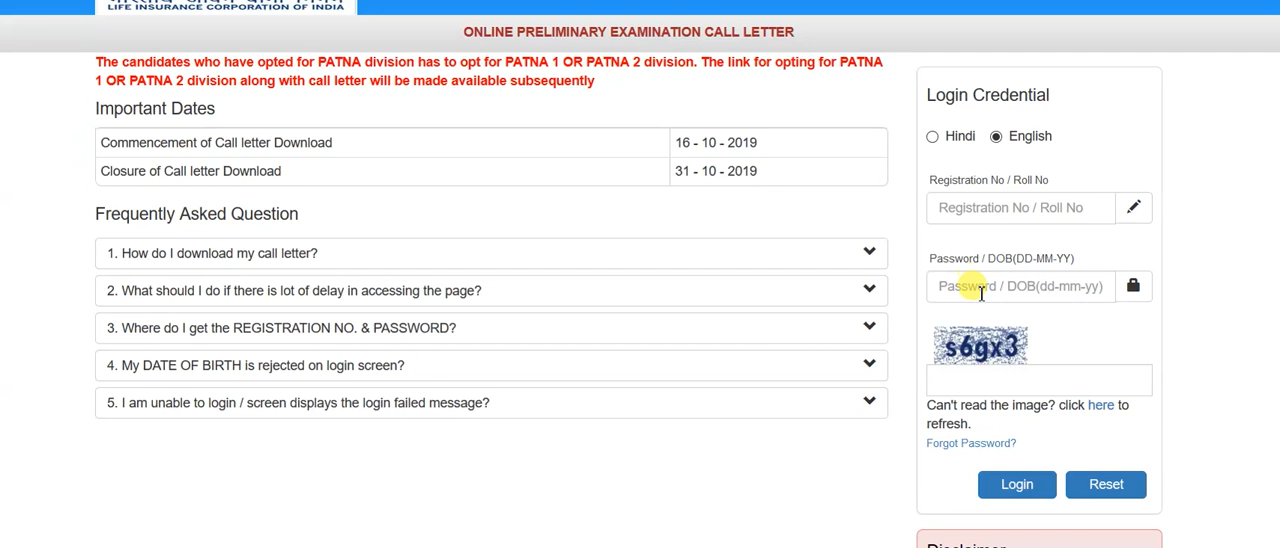 LIFE INSURANCE CORPORATION OF INDIA
ONLINE PRELIMINARY EXAMINATION CALL LETTER
The candidates who have opted for PATNA division has to opt for PATNA 1 OR PATNA 2 division. The link for opting for PATNA
1 OR PATNA 2 division along with call letter will be made available subsequently
Important Dates
Commencement of Call letter Download 16 - 10 - 2019
Closure of Call letter Download 31 - 10 - 2019
Frequently Asked Question
1. How do I download my call letter?
2. What should I do if there is lot of delay in accessing the page?
3. Where do I get the REGISTRATION NO. & PASSWORD?
4. My DATE OF BIRTH is rejected on login screen?
5. I am unable to login / screen displays the login failed message?
Login Credential
Hindi English
Registration No / Roll No
Registration No / Roll No
Password / DOB(DD-MM-YY)
Password / DOB(dd-mm-yy)
s6gx3
Can't read the image? click here to
refresh.
Forgot Password?
Login Reset